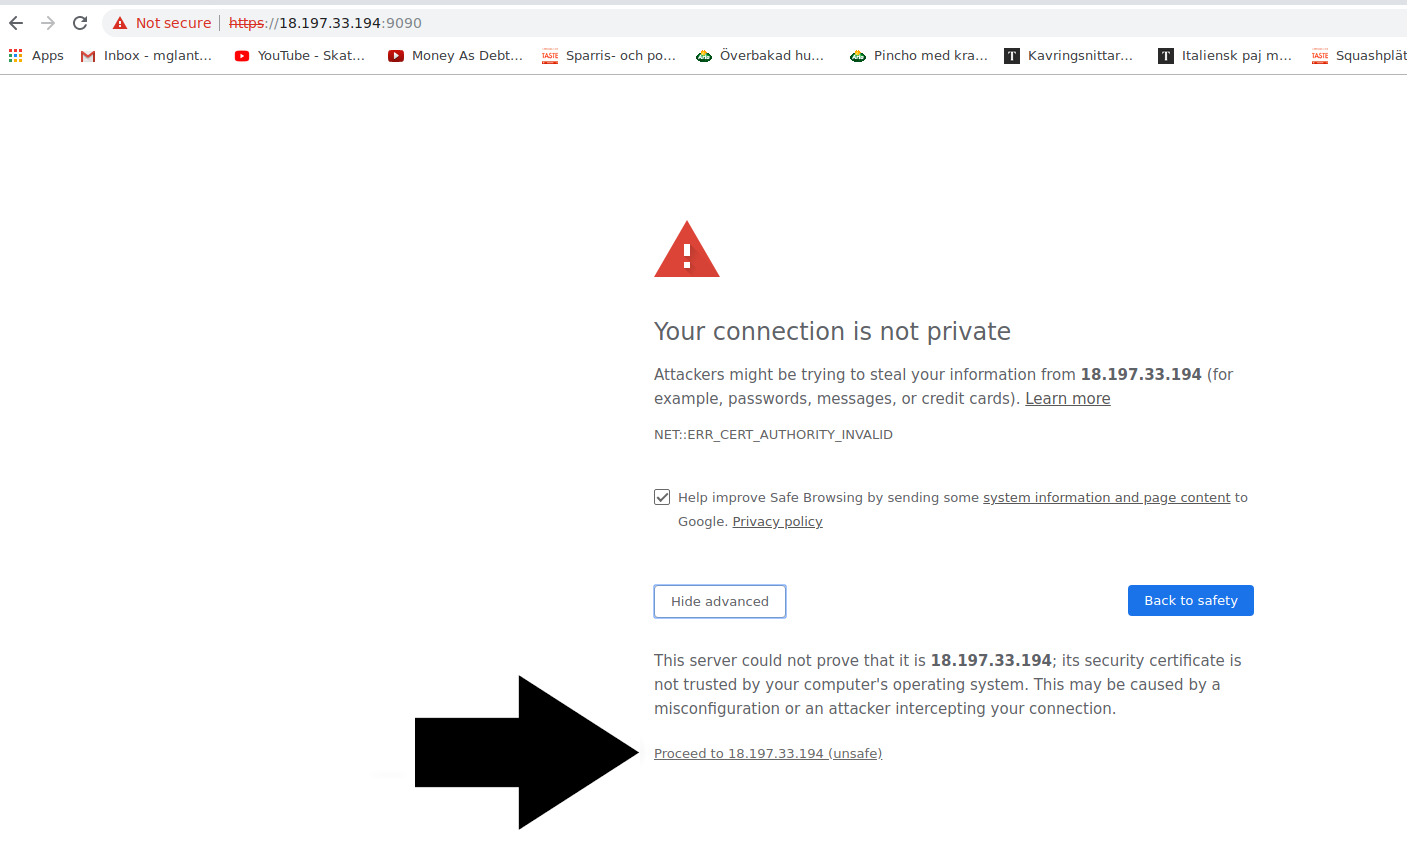 Not secure https://18.197.33.194:9090
Apps Inbox - mglant... YouTube - Skat... Money As Debt... TASTE Sparris- och po... Arla Överbakad hu... Arla Pincho med kra... T Kavringsnittar... T Italiensk paj m... TASTE Squashplät
Your connection is not private
Attackers might be trying to steal your information from 18.197.33.194 (for
example, passwords, messages, or credit cards). Learn more
NET::ERR_CERT_AUTHORITY_INVALID
Help improve Safe Browsing by sending some system information and page content to
Google. Privacy policy
Hide advanced Back to safety
This server could not prove that it is 18.197.33.194; its security certificate is
not trusted by your computer's operating system. This may be caused by a
misconfiguration or an attacker intercepting your connection.
Proceed to 18.197.33.194 (unsafe)